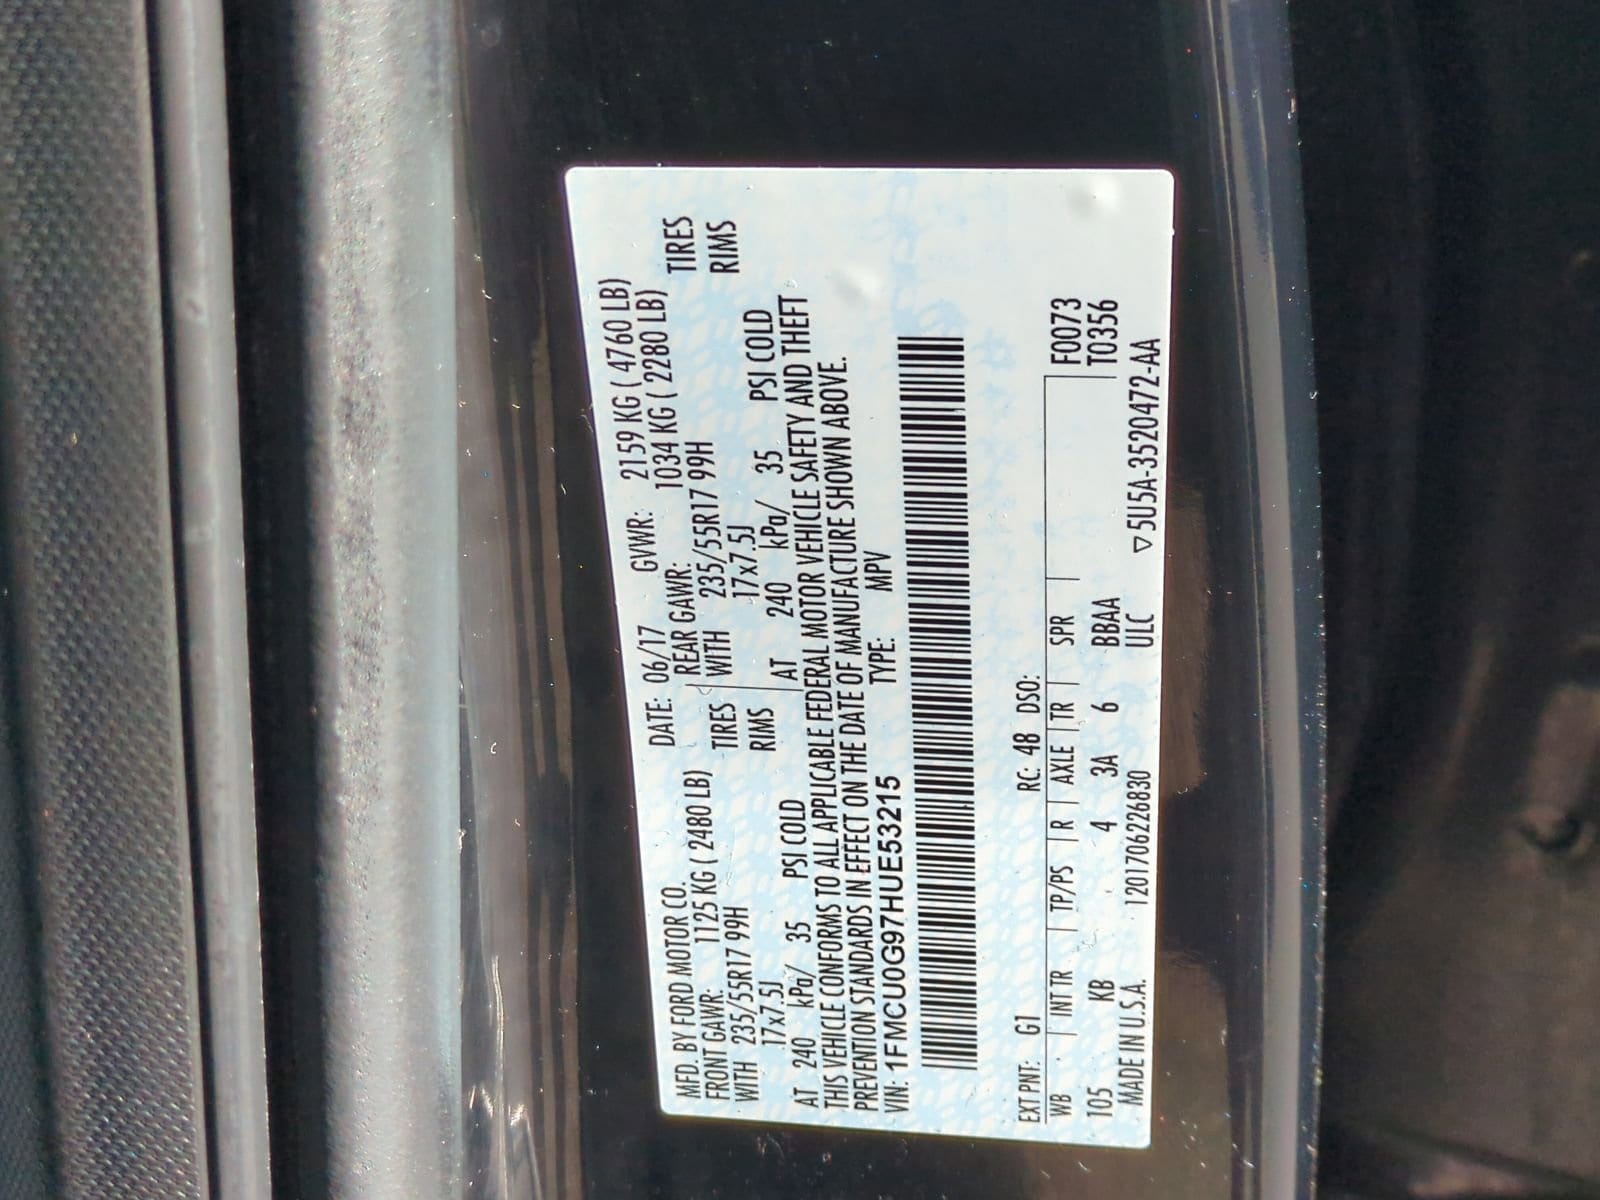 MFD. BY FORD MOTOR CO. DATE: 06/17 GVWR: 2159 KG ( 4760 LB)
FRONT GAWR: 1125 KG ( 2480 LB) REAR GAWR: 1034 KG ( 2280 LB)
WITH 235/55R17 99H TIRES WITH 235/55R17 99H TIRES
17x7.5J RIMS 17x7.5J RIMS
AT 240 kPa/ 35 PSI COLD AT 240 kPa/ 35 PSI COLD
THIS VEHICLE CONFORMS TO ALL APPLICABLE FEDERAL MOTOR VEHICLE SAFETY AND THEFT
PREVENTION STANDARDS IN EFFECT ON THE DATE OF MANUFACTURE SHOWN ABOVE.
VIN: 1FMCU0G97HUE53215 TYPE: MPV
EXT PNT: G1 RC: 48 DSO: F0073
WB | INT TR | TP/PS | R | AXLE | TR | SPR T0356
105 KB 4 3A 6 BBAA
MADE IN U.S.A. 1201706226830 ULC ▽5U5A-3520472-AA